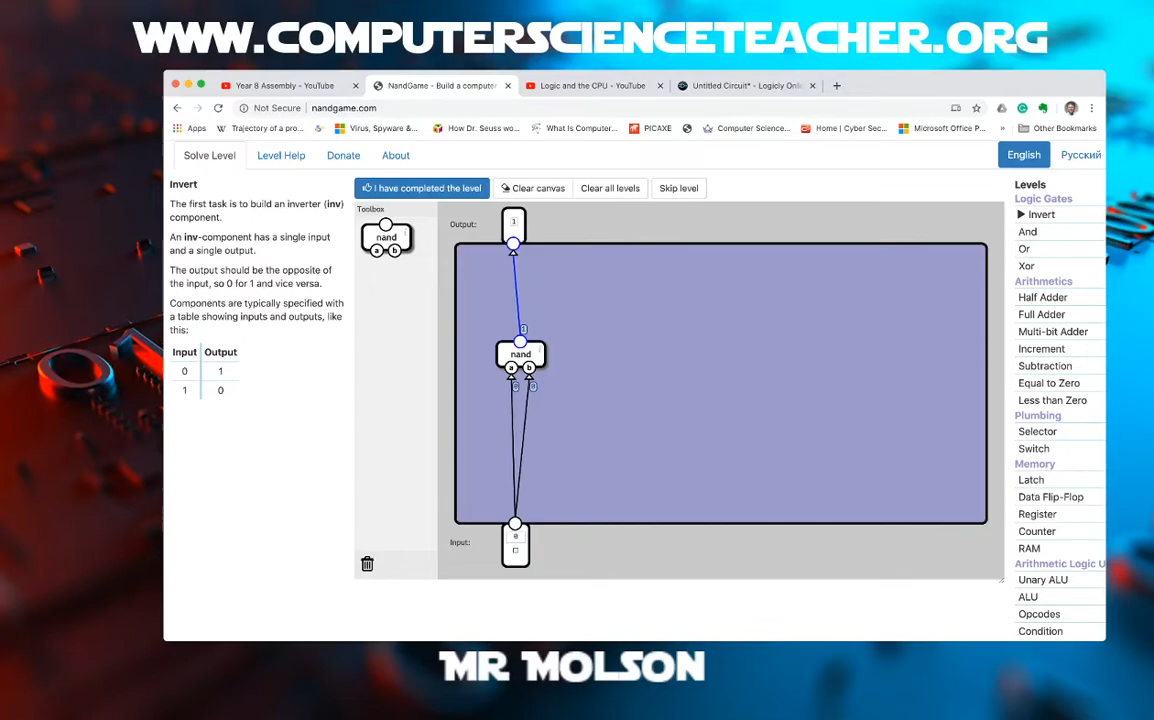 WWW.COMPUTERSCIENCETEACHER.ORG
Year 8 Assembly - YouTube
NandGame - Build a computer
Logic and the CPU - YouTube
Untitled Circuit* - Logicly Onli
Not Secure | nandgame.com
Apps
Trajectory of a pro...
Virus, Spyware &...
How Dr. Seuss wo...
What Is Computer...
PICAXE
Computer Science...
Home | Cyber Sec...
Microsoft Office P...
»
Other Bookmarks
Solve Level
Level Help
Donate
About
English
Русский
Invert
The first task is to build an inverter (inv)
component.
An inv-component has a single input
and a single output.
The output should be the opposite of
the input, so 0 for 1 and vice versa.
Components are typically specified with
a table showing inputs and outputs, like
this:
Input Output
0 1
1 0
I have completed the level
Clear canvas
Clear all levels
Skip level
Toolbox
nand
a b
Output:
1
1
nand
a b
0 0
Input:
0
Levels
Logic Gates
Invert
And
Or
Xor
Arithmetics
Half Adder
Full Adder
Multi-bit Adder
Increment
Subtraction
Equal to Zero
Less than Zero
Plumbing
Selector
Switch
Memory
Latch
Data Flip-Flop
Register
Counter
RAM
Arithmetic Logic U
Unary ALU
ALU
Opcodes
Condition
MR MOLSON